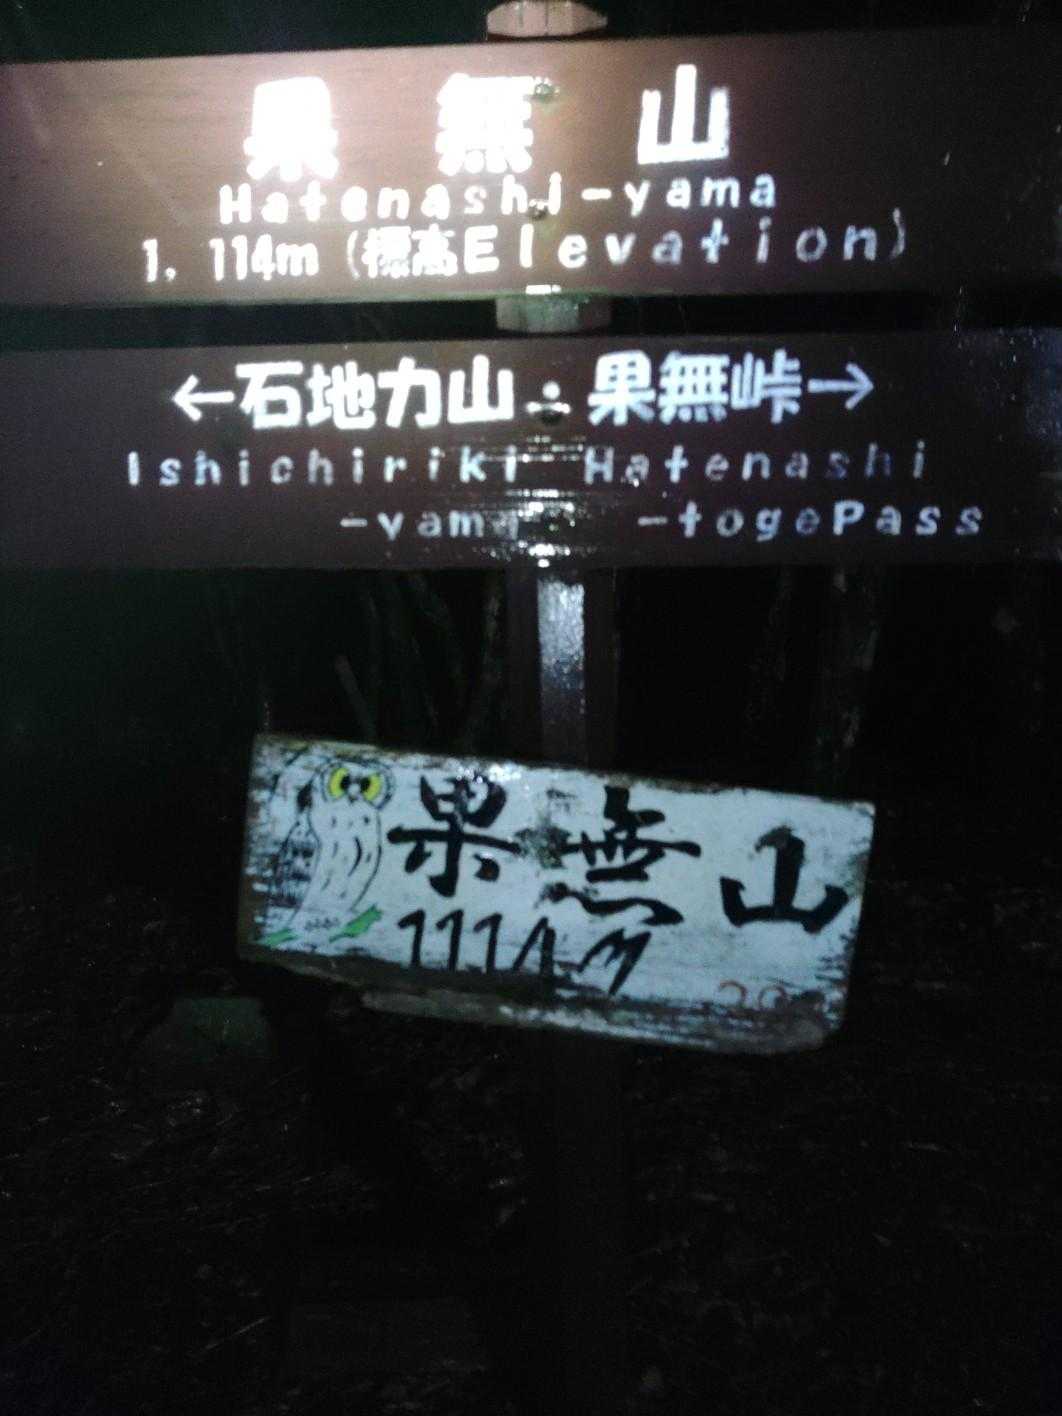 果無山
Hatenashi-yama
1,114m (標高Elevation)
←石地力山:果無峠→
Ishichiriki Hatenashi
-yama -togePass
果無山
1114M